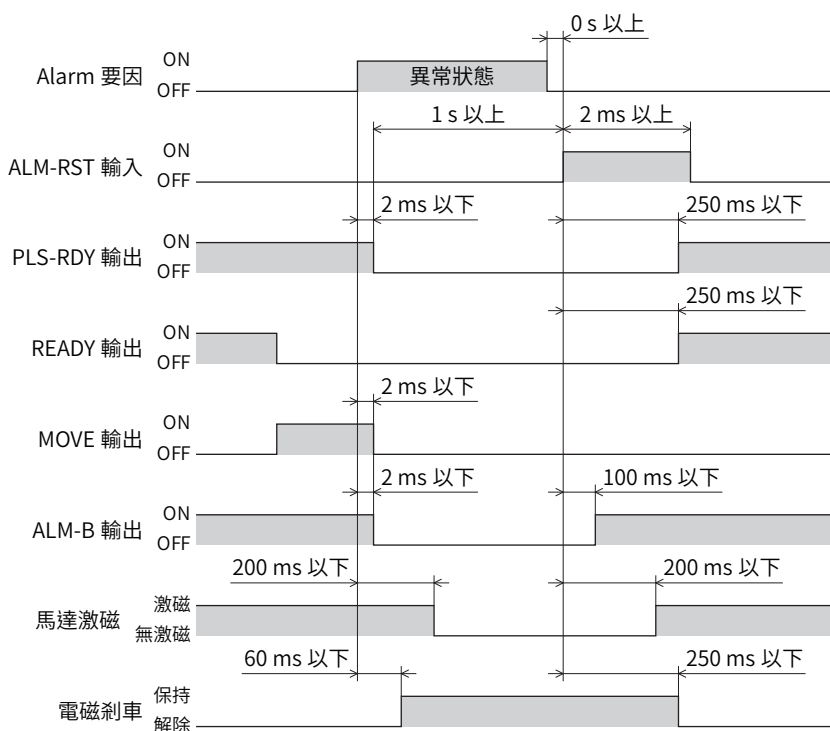 0 s 以上
Alarm 要因
ON
OFF
異常狀態
1 s 以上
2 ms 以上
ALM-RST 輸入
ON
OFF
2 ms 以下
250 ms 以下
PLS-RDY 輸出
ON
OFF
250 ms 以下
READY 輸出
ON
OFF
2 ms 以下
MOVE 輸出
ON
OFF
2 ms 以下
100 ms 以下
ALM-B 輸出
ON
OFF
200 ms 以下
200 ms 以下
馬達激磁
激磁
無激磁
60 ms 以下
250 ms 以下
電磁剎車
保持
解除